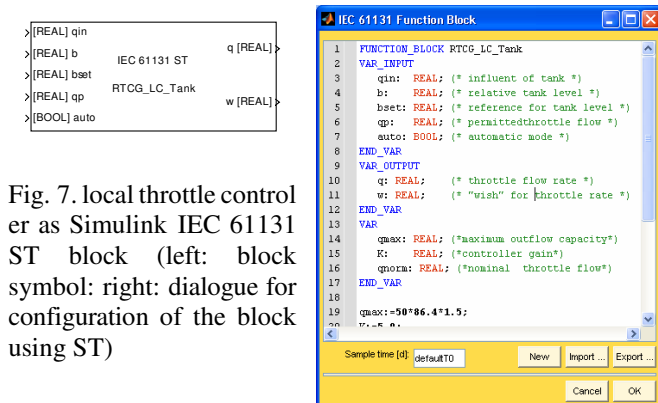 [REAL] qin
[REAL] b
[REAL] bset
[REAL] qp
[BOOL] auto
IEC 61131 ST
RTCG_LC_Tank
q [REAL]
w [REAL]
Fig. 7. local throttle control
er as Simulink IEC 61131
ST block (left: block
symbol: right: dialogue for
configuration of the block
using ST)
IEC 61131 Function Block
1 FUNCTION_BLOCK RTCG_LC_Tank
2 VAR_INPUT
3 qin: REAL; (* influent of tank *)
4 b: REAL; (* relative tank level *)
5 bset: REAL; (* reference for tank level *)
6 qp: REAL; (* permittedthrottle flow *)
7 auto: BOOL; (* automatic mode *)
8 END_VAR
9 VAR_OUTPUT
10 q: REAL; (* throttle flow rate *)
11 w: REAL; (* "wish" for throttle rate *)
12 END_VAR
13 VAR
14 qmax: REAL; (*maximum outflow capacity*)
15 K: REAL; (*controller gain*)
16 qnorm: REAL; (*nominal throttle flow*)
17 END_VAR
18
19 qmax:=50*86.4*1.5;
Sample time [d]: defaultT0 New Import ... Export ...
Cancel OK